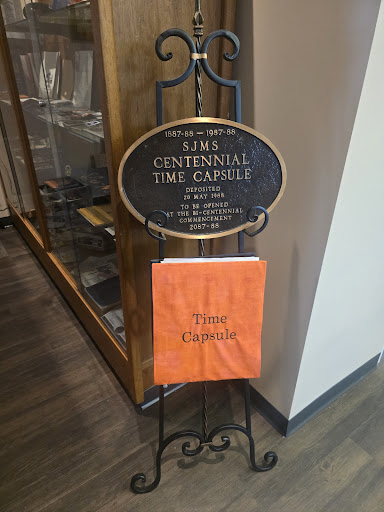 1887-88 — 1987-88
SJMS
CENTENNIAL
TIME CAPSULE
DEPOSITED
10 MAY 1988
TO BE OPENED
AT THE BI-CENTENNIAL
COMMENCEMENT
2087-88
Time
Capsule